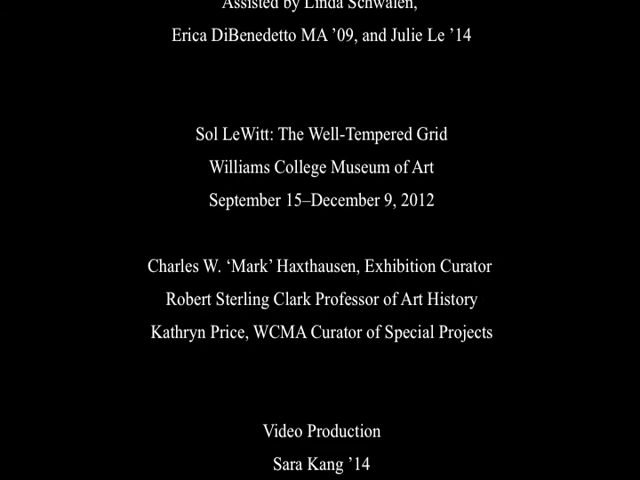 Assisted by Linda Schwalen,
Erica DiBenedetto MA ’09, and Julie Le ’14
Sol LeWitt: The Well-Tempered Grid
Williams College Museum of Art
September 15–December 9, 2012
Charles W. ‘Mark’ Haxthausen, Exhibition Curator
Robert Sterling Clark Professor of Art History
Kathryn Price, WCMA Curator of Special Projects
Video Production
Sara Kang ’14